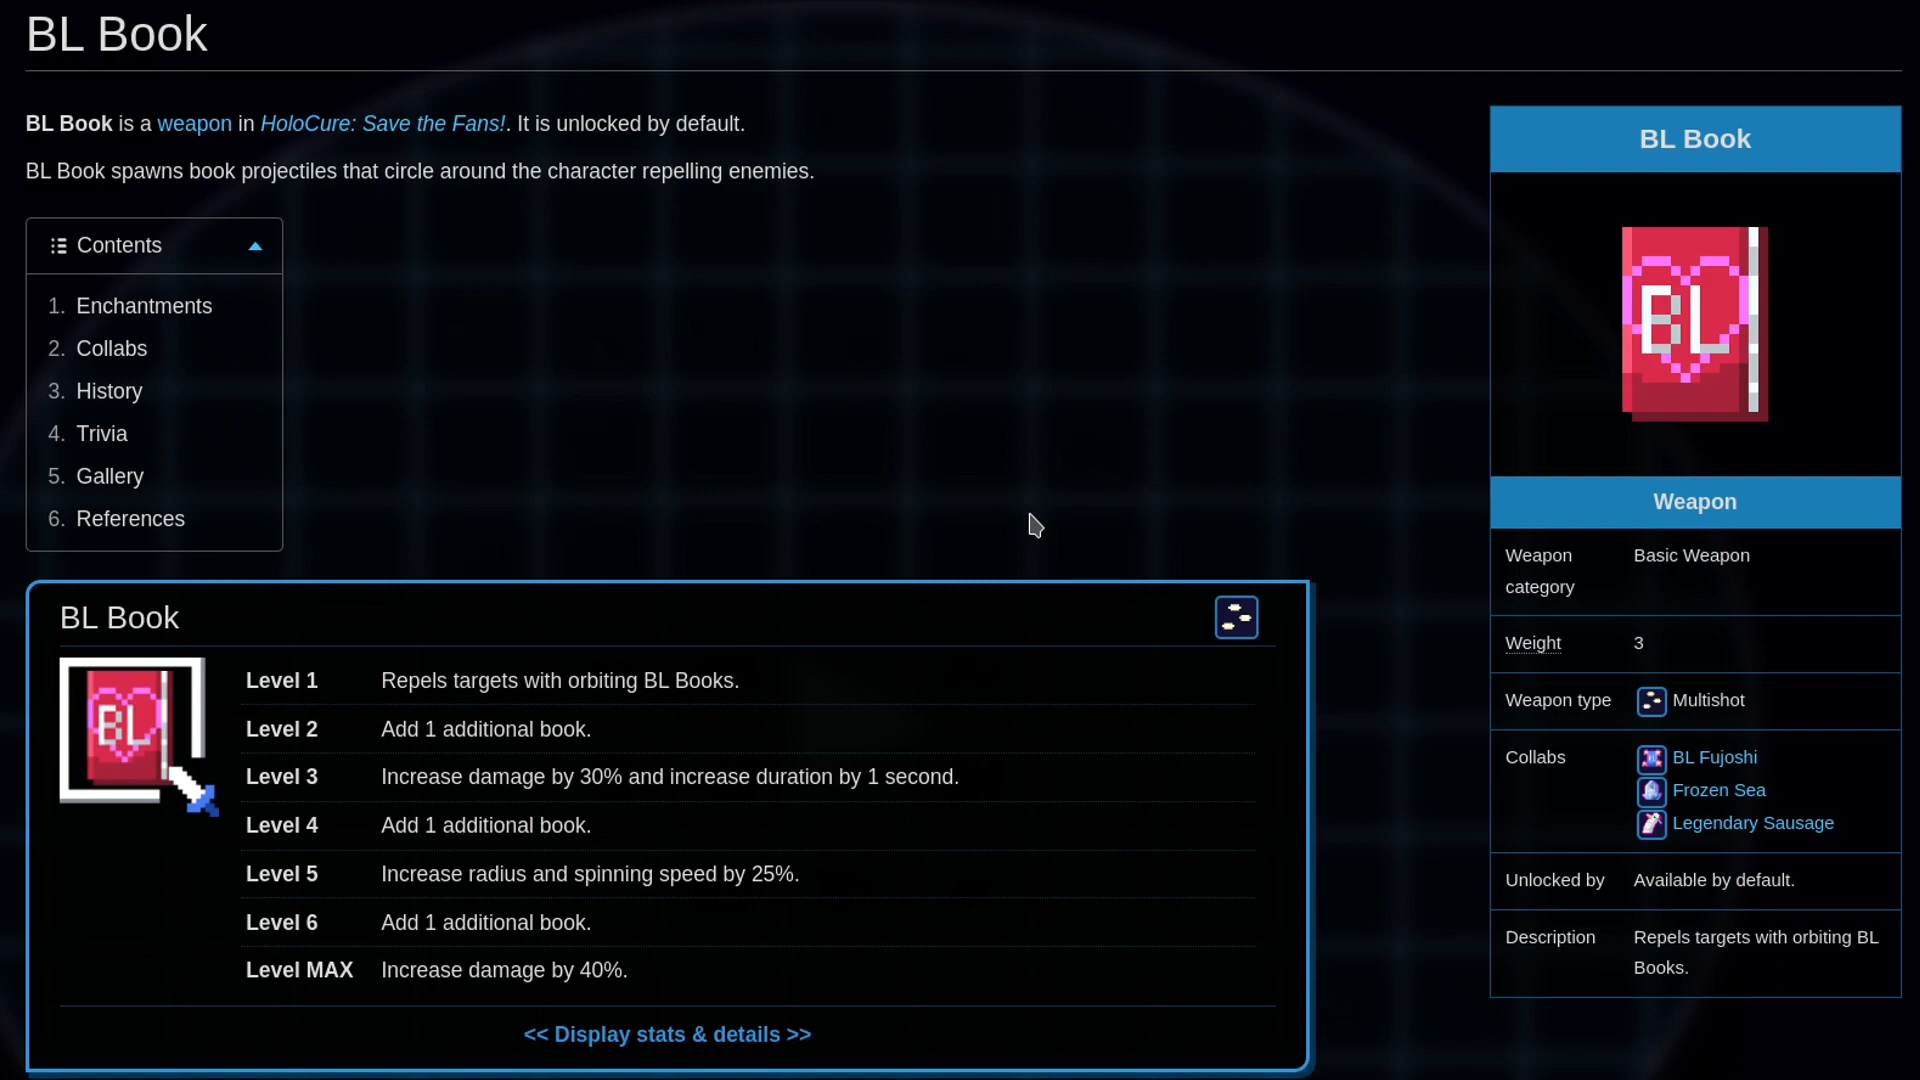 BL Book
BL Book is a weapon in HoloCure: Save the Fans!. It is unlocked by default.
BL Book spawns book projectiles that circle around the character repelling enemies.
Contents
1. Enchantments
2. Collabs
3. History
4. Trivia
5. Gallery
6. References
BL Book
BL
Level 1 Repels targets with orbiting BL Books.
Level 2 Add 1 additional book.
Level 3 Increase damage by 30% and increase duration by 1 second.
Level 4 Add 1 additional book.
Level 5 Increase radius and spinning speed by 25%.
Level 6 Add 1 additional book.
Level MAX Increase damage by 40%.
<< Display stats & details >>
BL Book
BL
Weapon
Weapon category Basic Weapon
Weight 3
Weapon type Multishot
Collabs BL Fujoshi
Frozen Sea
Legendary Sausage
Unlocked by Available by default.
Description Repels targets with orbiting BL
Books.